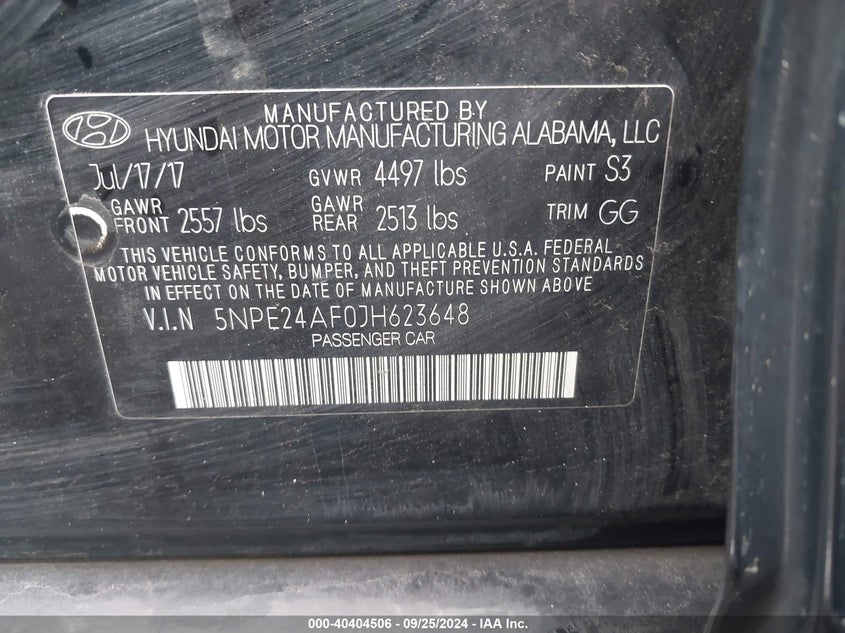 MANUFACTURED BY
HYUNDAI MOTOR MANUFACTURING ALABAMA, LLC
Jul/17/17 GVWR 4497 lbs PAINT S3
GAWR FRONT 2557 lbs GAWR REAR 2513 lbs TRIM GG
THIS VEHICLE CONFORMS TO ALL APPLICABLE U.S.A. FEDERAL
MOTOR VEHICLE SAFETY, BUMPER, AND THEFT PREVENTION STANDARDS
IN EFFECT ON THE DATE OF MANUFACTURE SHOWN ABOVE
V.I.N 5NPE24AF0JH623648
PASSENGER CAR
000-40404506 - 09/25/2024 - IAA Inc.